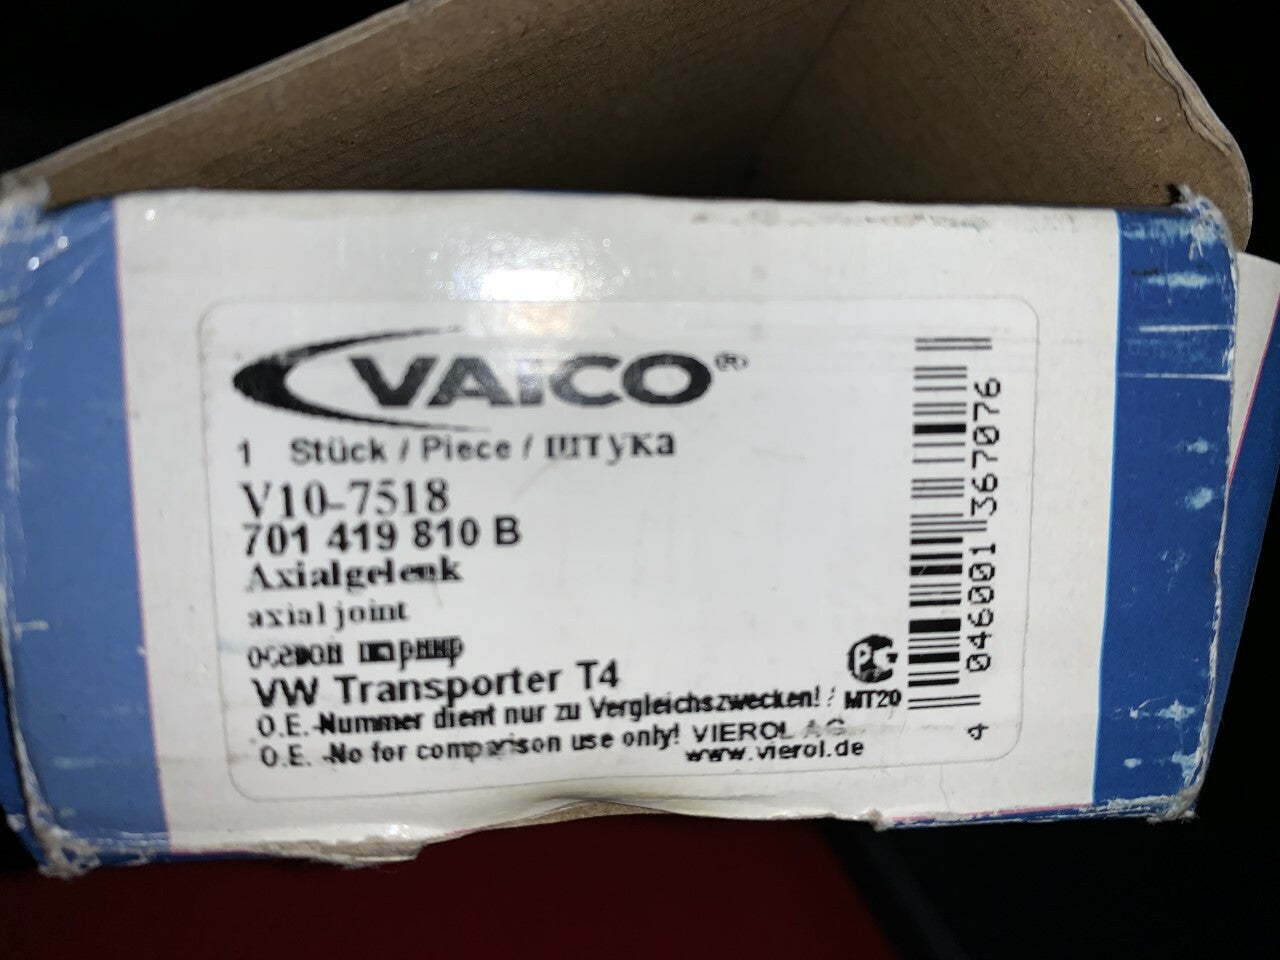 VAICO®
1 Stück / Piece / штука
V10-7518
701 419 810 B
Axialgelenk
axial joint
осевой шарнир
VW Transporter T4
O.E.-Nummer dient nur zu Vergleichszwecken! :
O.E. -No for comparison use only! VIEROL AG
www.vierol.de
PG
MT20
4 046001 367076